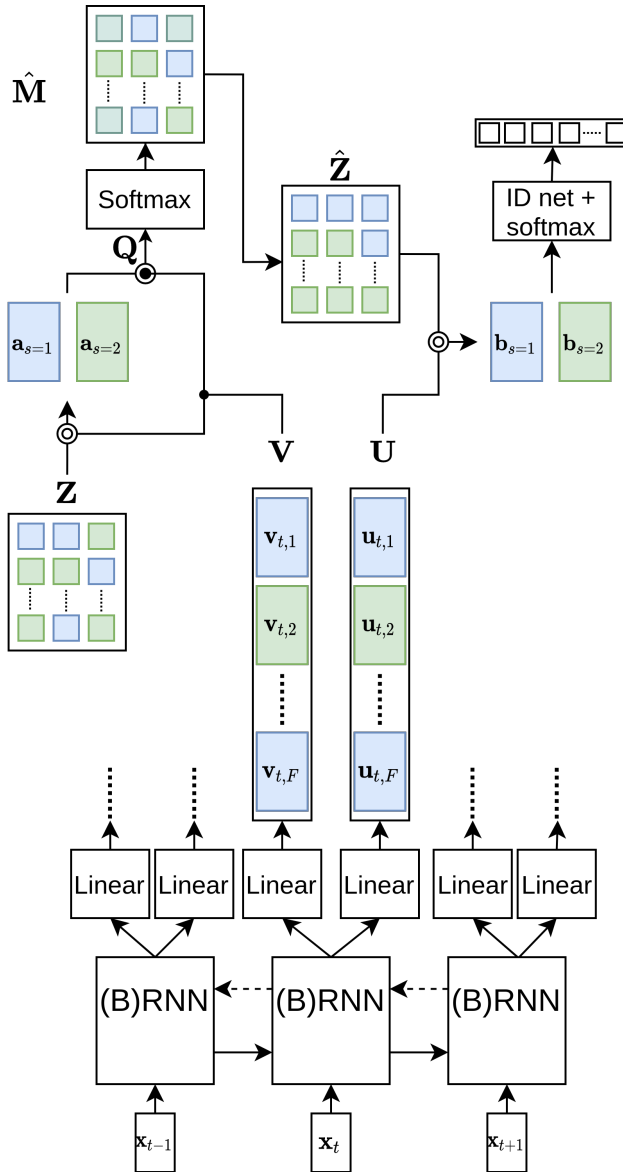 M̂
Softmax
Q
Ẑ
ID net +
softmax
a_{s=1}
a_{s=2}
b_{s=1}
b_{s=2}
V
U
Z
v_{t,1}
u_{t,1}
v_{t,2}
u_{t,2}
v_{t,F}
u_{t,F}
Linear Linear Linear Linear Linear Linear
(B)RNN (B)RNN (B)RNN
x_{t−1} x_t x_{t+1}